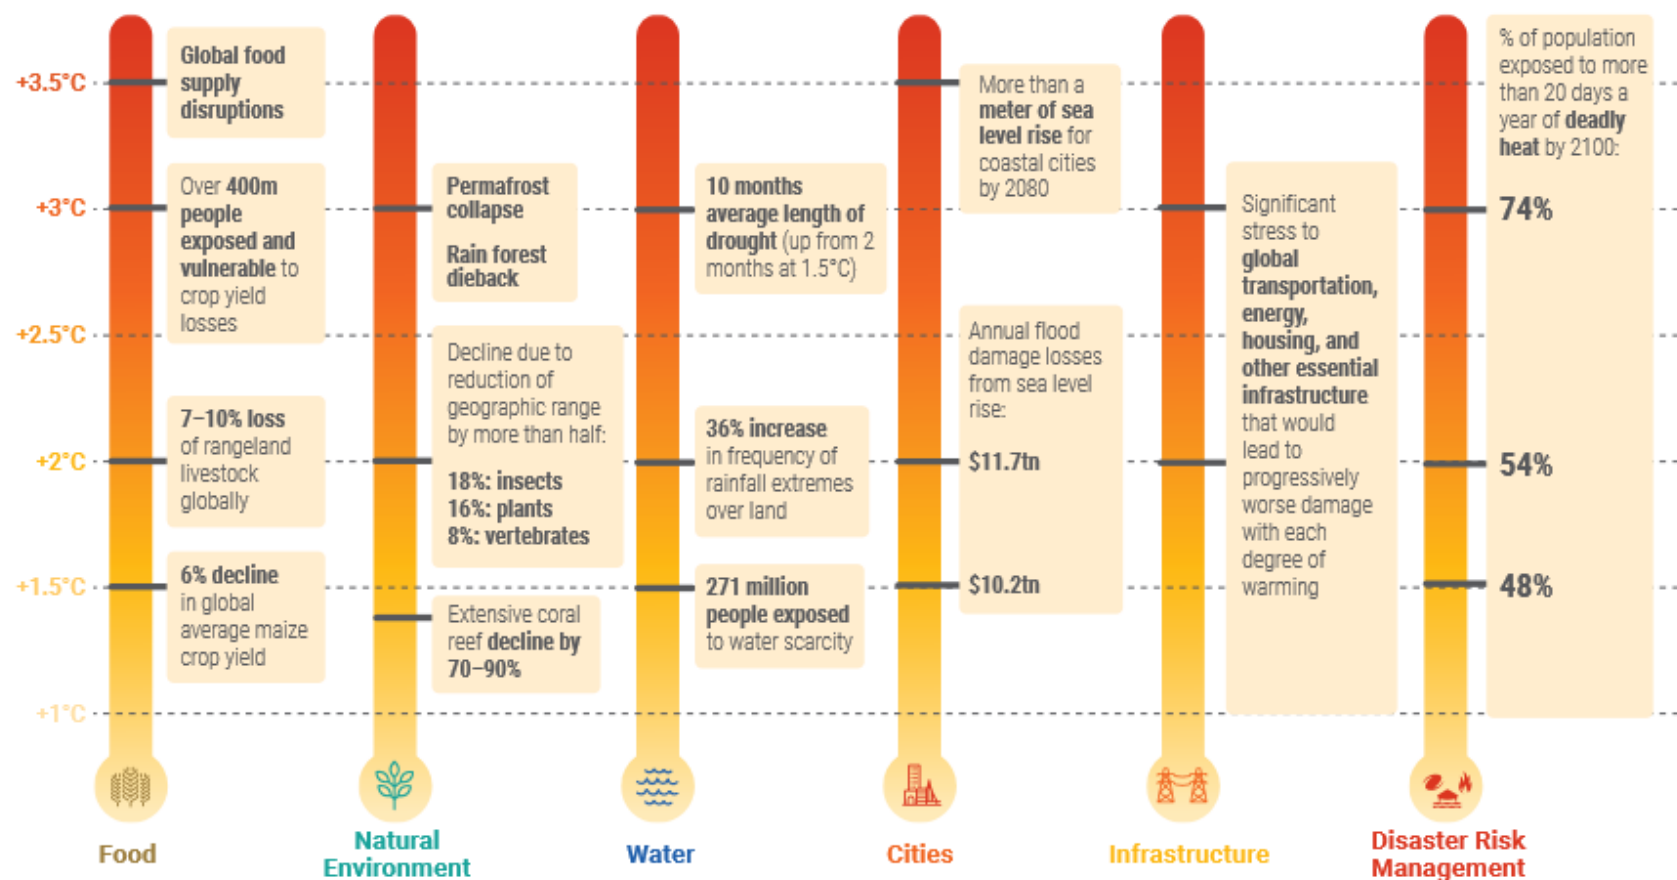 +3.5°C
+3°C
+2.5°C
+2°C
+1.5°C
+1°C
Global food
supply
disruptions
Over 400m
people
exposed and
vulnerable to
crop yield
losses
7–10% loss
of rangeland
livestock
globally
6% decline
in global
average maize
crop yield
Food
Permafrost
collapse
Rain forest
dieback
Decline due to
reduction of
geographic range
by more than half:
18%: insects
16%: plants
8%: vertebrates
Extensive coral
reef decline by
70–90%
Natural
Environment
10 months
average length of
drought (up from 2
months at 1.5°C)
36% increase
in frequency of
rainfall extremes
over land
271 million
people exposed
to water scarcity
Water
More than a
meter of sea
level rise for
coastal cities
by 2080
Annual flood
damage losses
from sea level
rise:
$11.7tn
$10.2tn
Cities
Significant
stress to
global
transportation,
energy,
housing, and
other essential
infrastructure
that would
lead to
progressively
worse damage
with each
degree of
warming
Infrastructure
% of population
exposed to more
than 20 days a
year of deadly
heat by 2100:
74%
54%
48%
Disaster Risk
Management